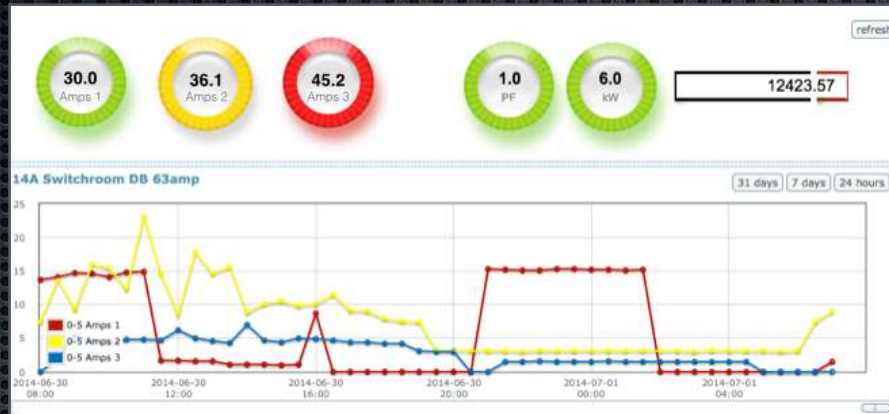 refresh
30.0
Amps 1
36.1
Amps 2
45.2
Amps 3
1.0
PF
6.0
kW
12423.57
14A Switchroom DB 63amp
31 days
7 days
24 hours
25
20
15
10
5
0
0-5 Amps 1
0-5 Amps 2
0-5 Amps 3
2014-06-30
08:00
2014-06-30
12:00
2014-06-30
16:00
2014-06-30
20:00
2014-07-01
00:00
2014-07-01
04:00